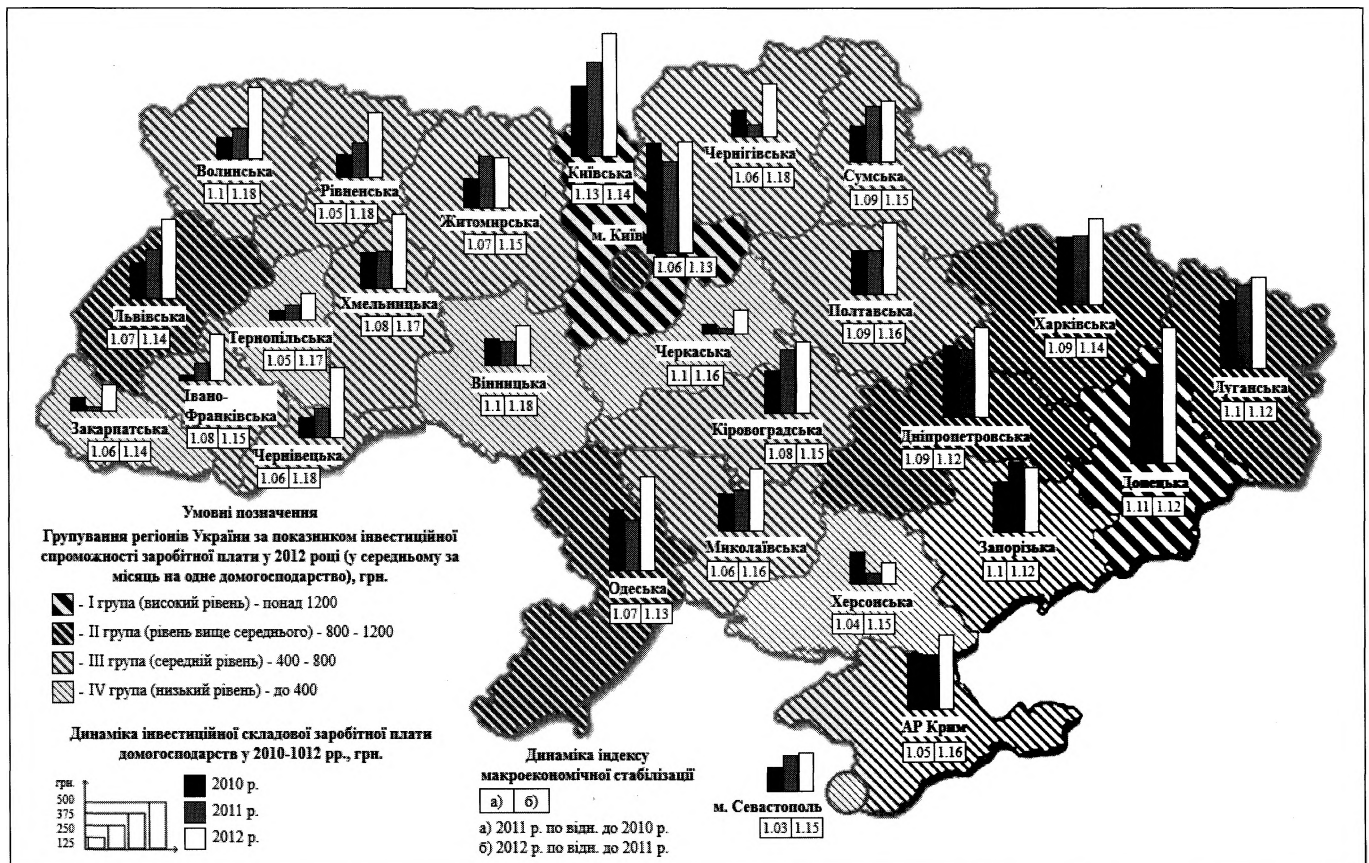 Волинська
1.1 1.18
Рівненська
1.05 1.18
Житомирська
1.07 1.15
Київська
1.13 1.14
м. Київ
1.06 1.13
Чернігівська
1.06 1.18
Сумська
1.09 1.15
Львівська
1.07 1.14
Тернопільська
1.05 1.17
Хмельницька
1.08 1.17
Вінницька
1.1 1.18
Черкаська
1.1 1.16
Полтавська
1.09 1.16
Харківська
1.09 1.14
Луганська
1.1 1.12
Закарпатська
1.06 1.14
Івано-
Франківська
1.08 1.15
Чернівецька
1.06 1.18
Кіровоградська
1.08 1.15
Дніпропетровська
1.09 1.12
Донецька
1.11 1.12
Запорізька
1.1 1.12
Миколаївська
1.06 1.16
Одеська
1.07 1.13
Херсонська
1.04 1.15
АР Крим
1.05 1.16
м. Севастополь
1.03 1.15
Умовні позначення
Групування регіонів України за показником інвестиційної
спроможності заробітної плати у 2012 році (у середньому за
місяць на одне домогосподарство), грн.
- I група (високий рівень) - понад 1200
- II група (рівень вище середнього) - 800 - 1200
- III група (середній рівень) - 400 - 800
- IV група (низький рівень) - до 400
Динаміка інвестиційної складової заробітної плати
домогосподарств у 2010-1012 рр., грн.
грн.
500
375
250
125
2010 р.
2011 р.
2012 р.
Динаміка індексу
макроекономічної стабілізації
а) б)
а) 2011 р. по відн. до 2010 р.
б) 2012 р. по відн. до 2011 р.